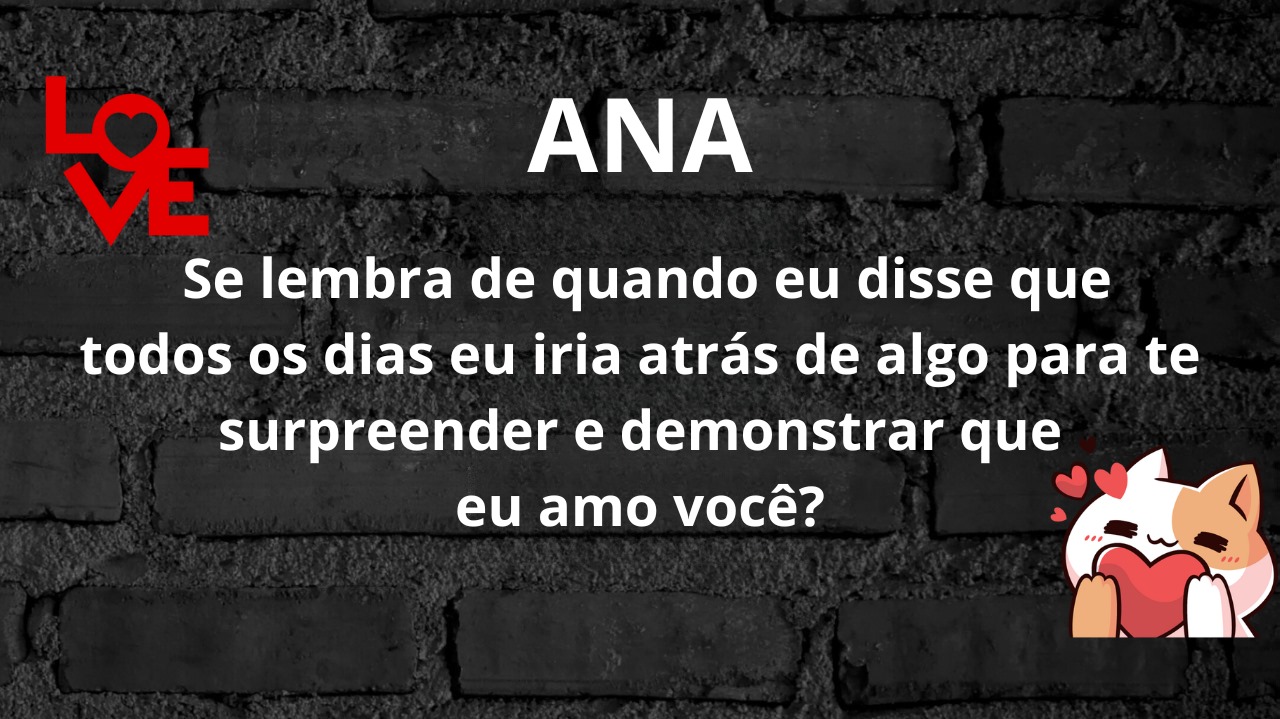 LOVE
ANA
Se lembra de quando eu disse que
todos os dias eu iria atrás de algo para te
surpreender e demonstrar que
eu amo você?